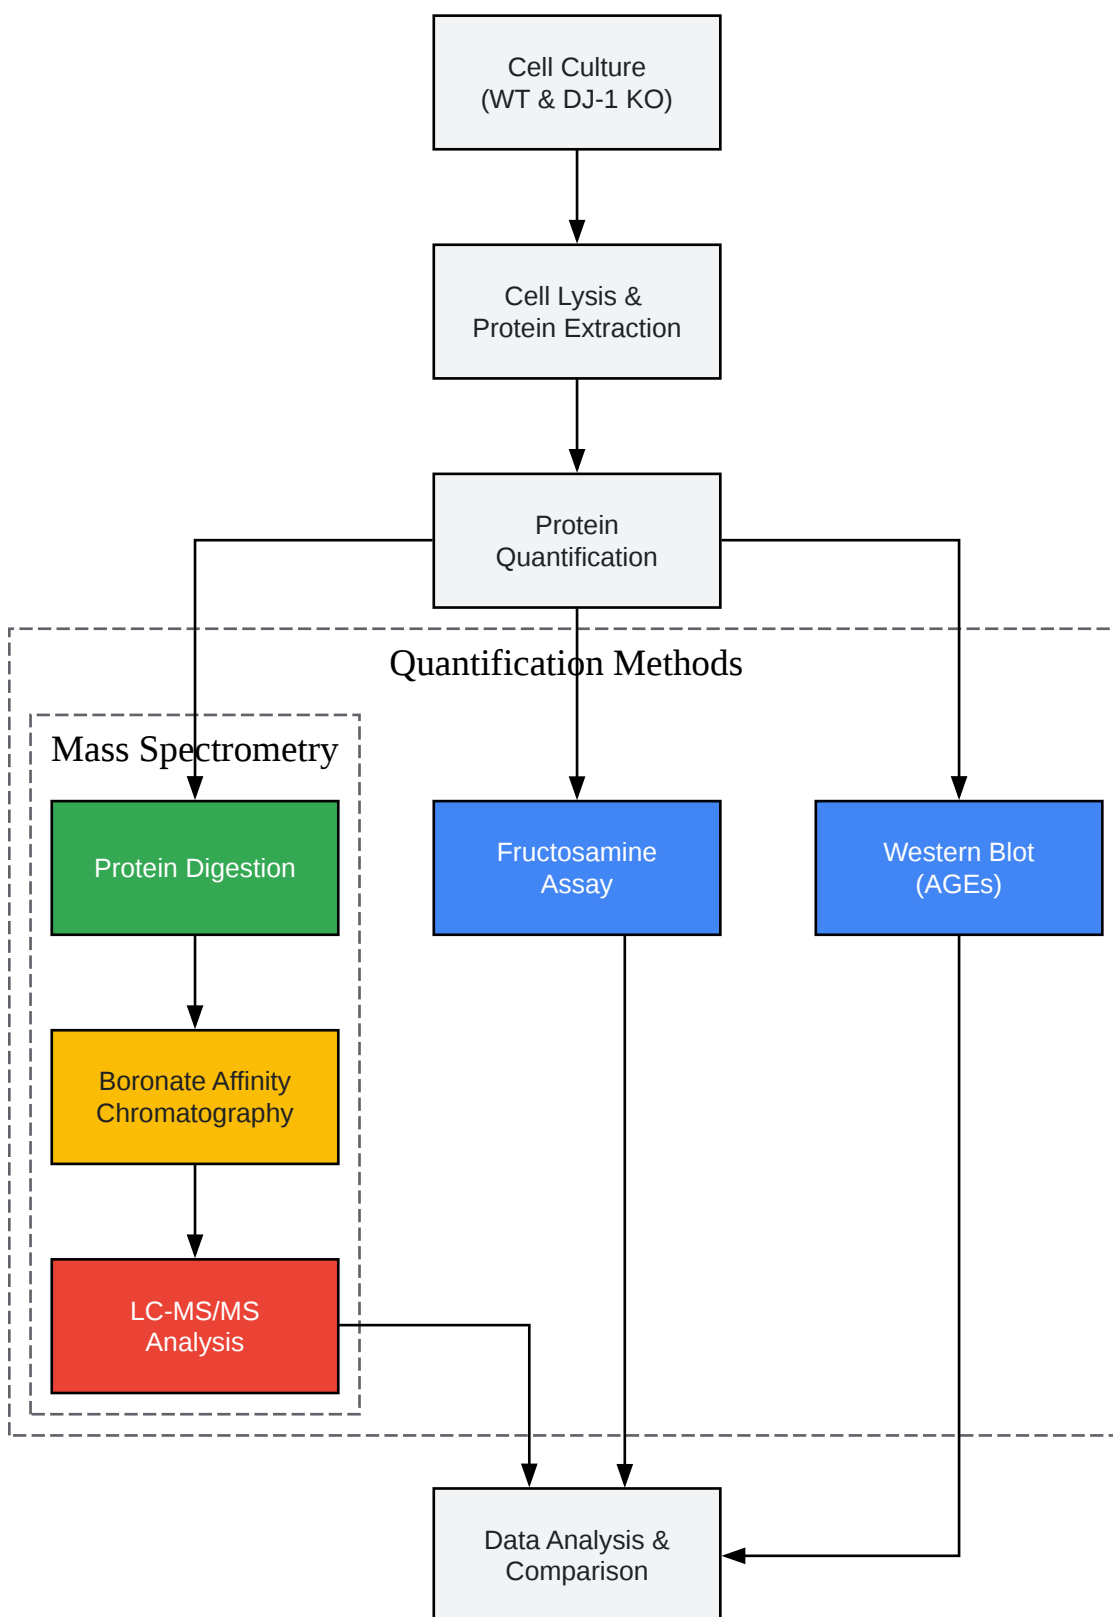 Cell Culture
(WT & DJ-1 KO)
Cell Lysis &
Protein Extraction
Protein
Quantification
Quantification Methods
Mass Spectrometry
Protein Digestion
Fructosamine
Assay
Western Blot
(AGEs)
Boronate Affinity
Chromatography
LC-MS/MS
Analysis
Data Analysis &
Comparison